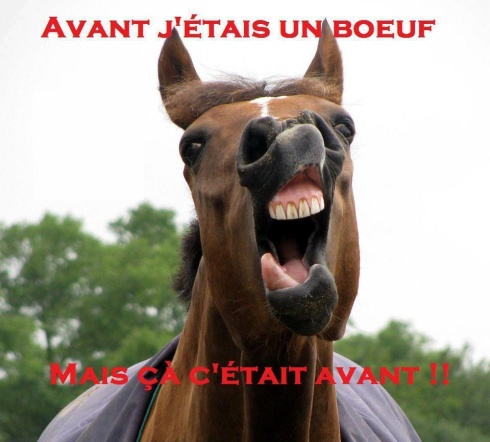 Avant j'étais un boeuf
Mais çà c'était avant !!